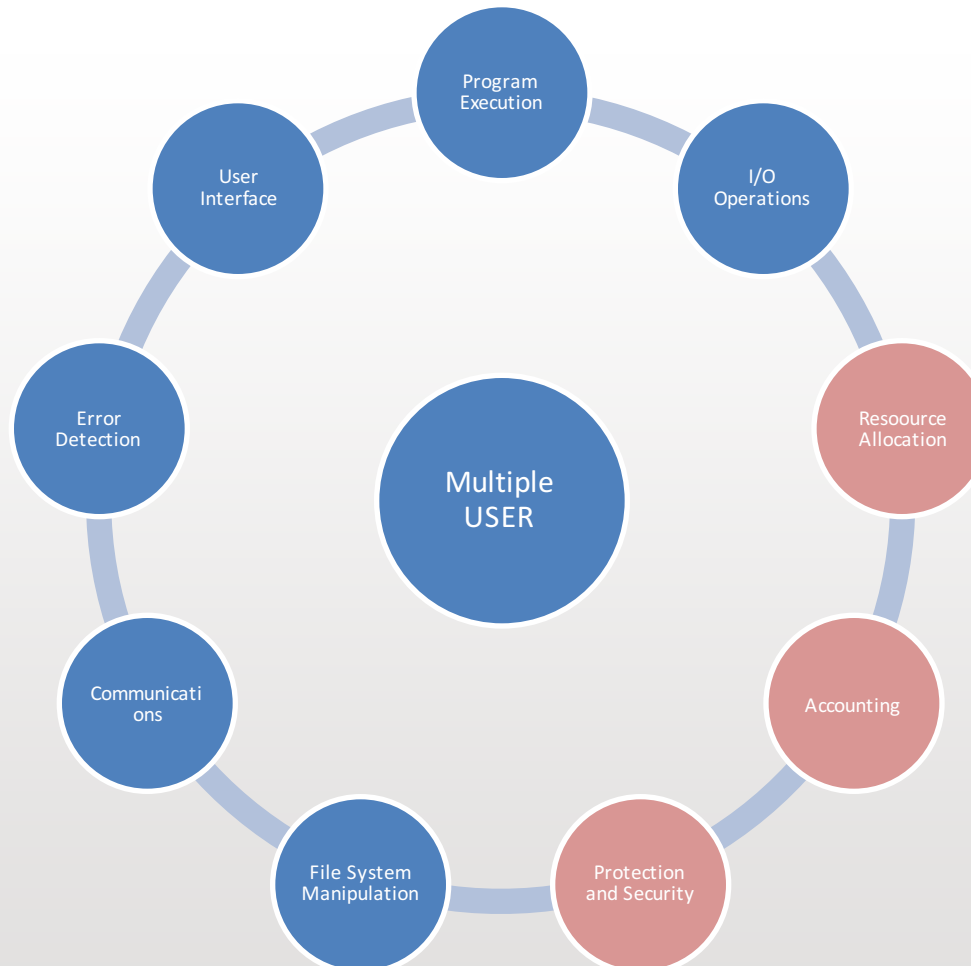 Program
Execution
I/O
Operations
Resoource
Allocation
Accounting
Protection
and Security
File System
Manipulation
Communicati
ons
Error
Detection
User
Interface
Multiple
USER